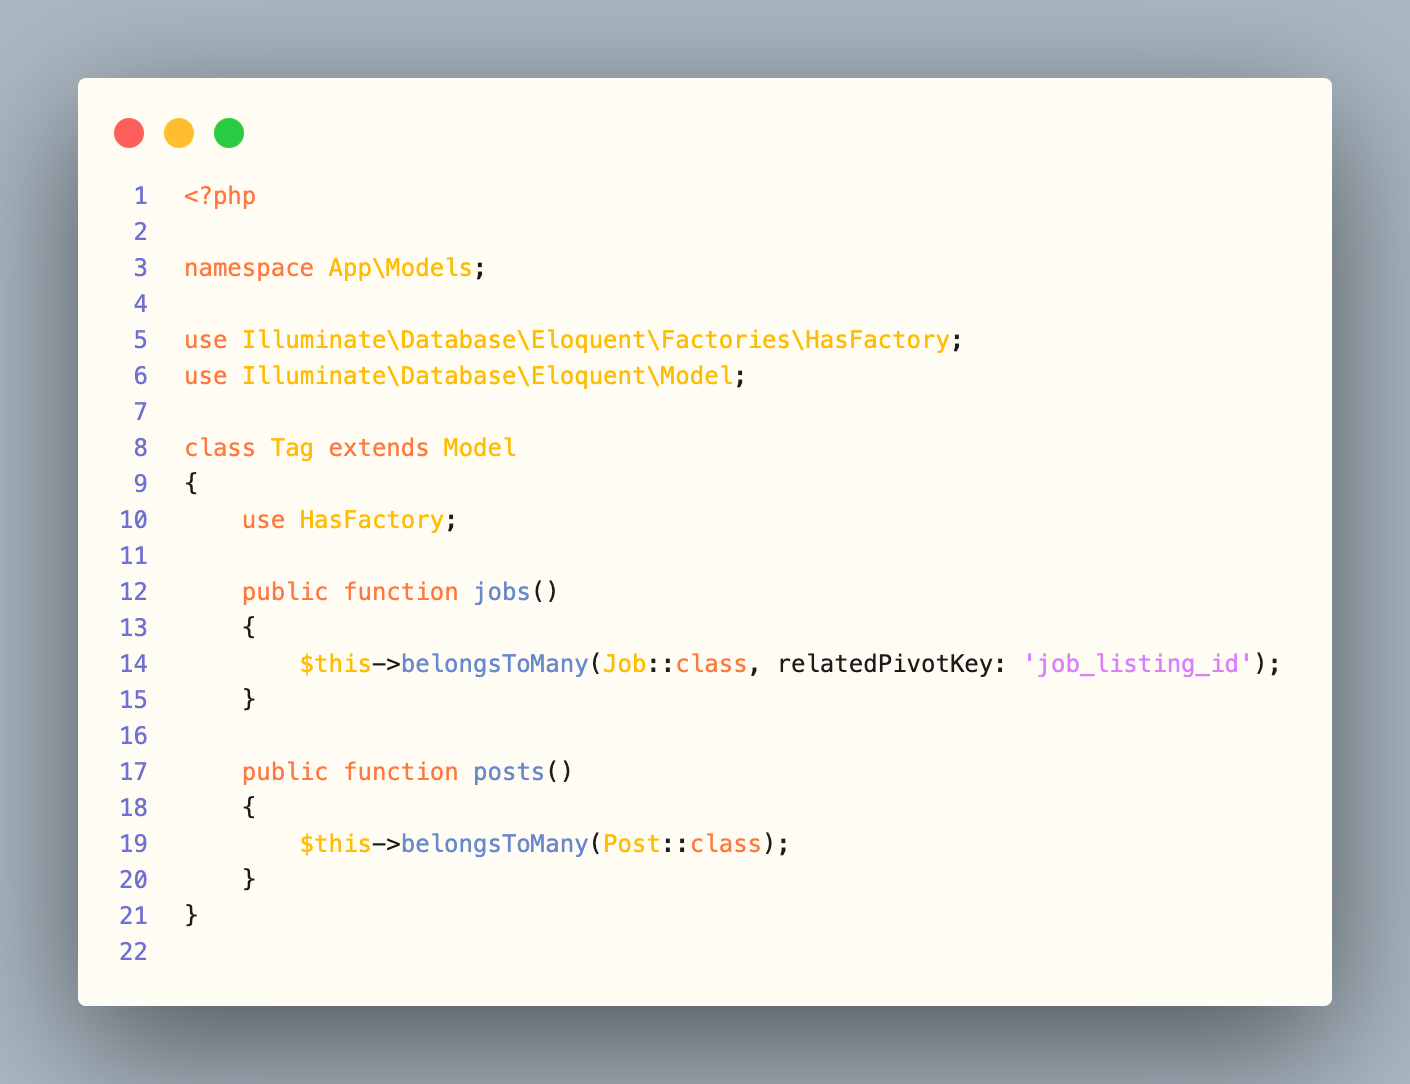 1 <?php
2
3 namespace App\Models;
4
5 use Illuminate\Database\Eloquent\Factories\HasFactory;
6 use Illuminate\Database\Eloquent\Model;
7
8 class Tag extends Model
9 {
10     use HasFactory;
11
12     public function jobs()
13     {
14         $this->belongsToMany(Job::class, relatedPivotKey: 'job_listing_id');
15     }
16
17     public function posts()
18     {
19         $this->belongsToMany(Post::class);
20     }
21 }
22